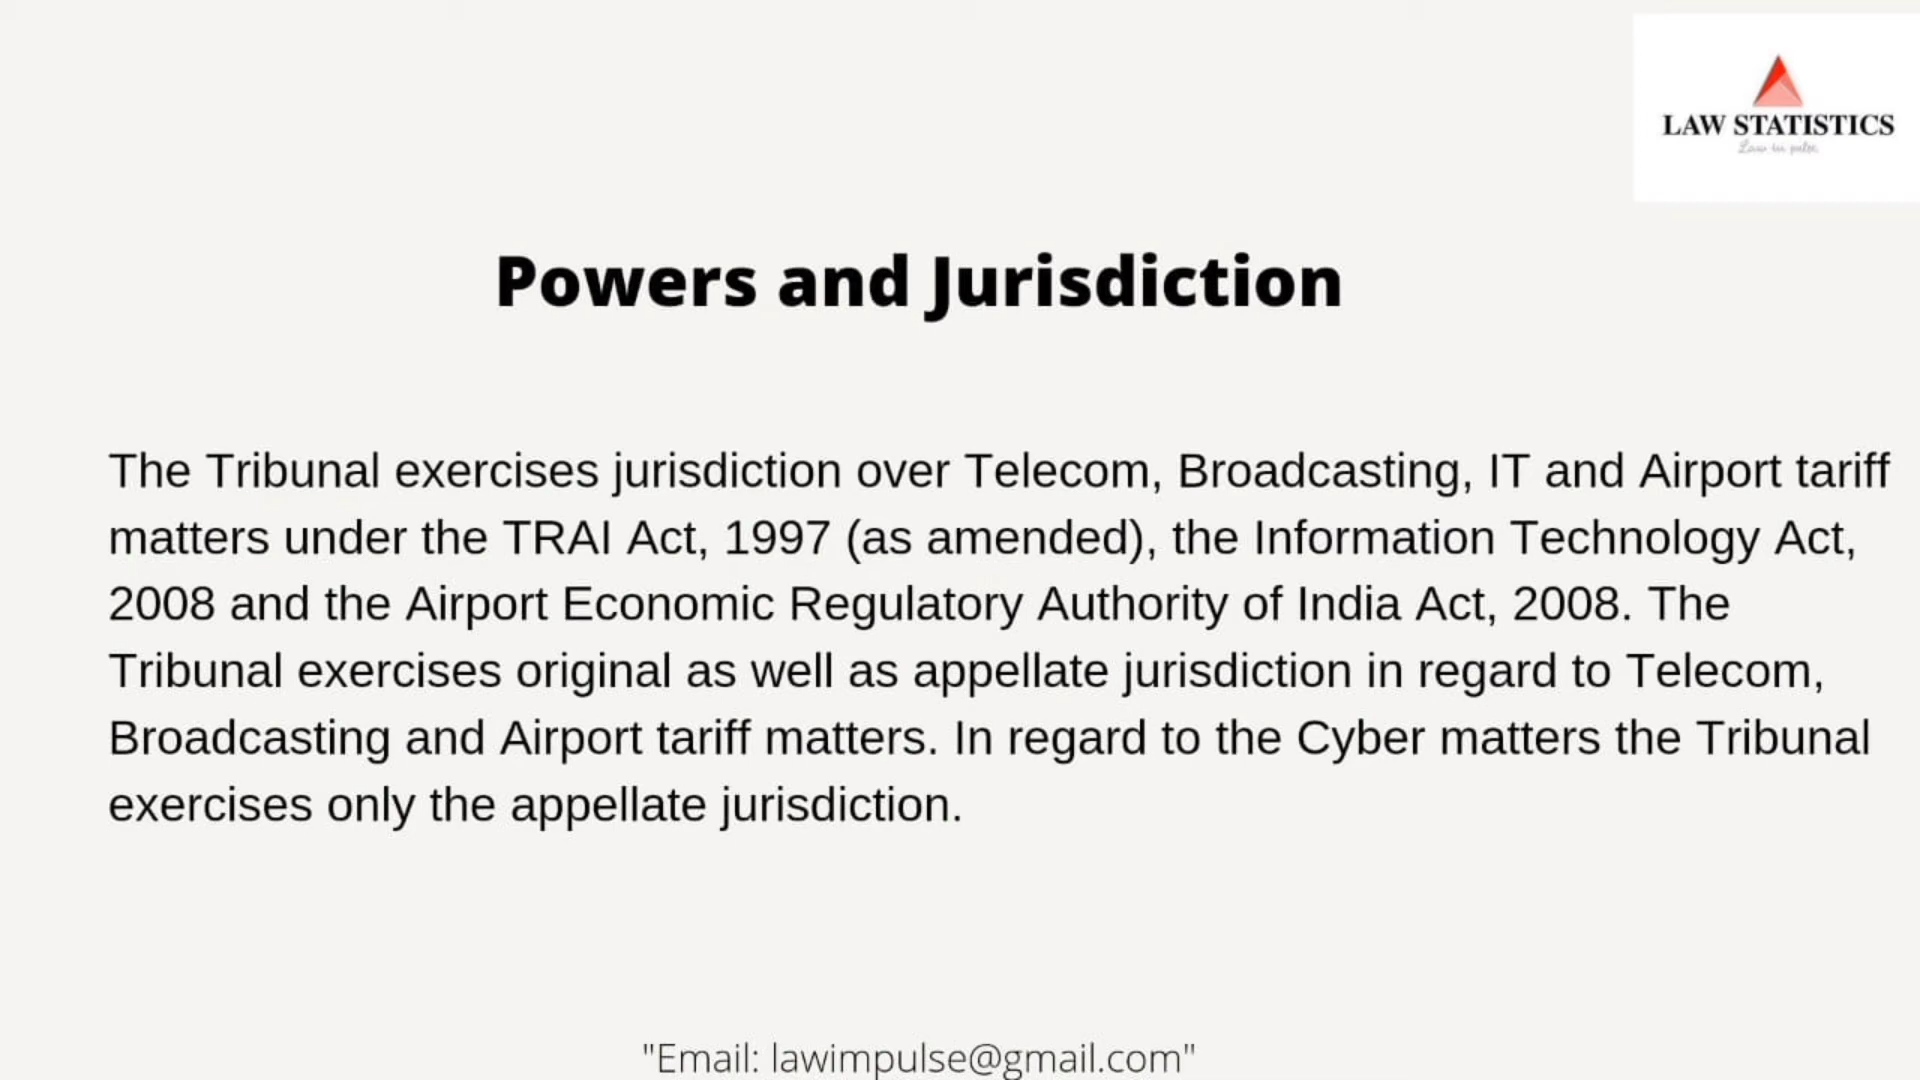 LAW STATISTICS
Law in pulse
Powers and Jurisdiction
The Tribunal exercises jurisdiction over Telecom, Broadcasting, IT and Airport tariff
matters under the TRAI Act, 1997 (as amended), the Information Technology Act,
2008 and the Airport Economic Regulatory Authority of India Act, 2008. The
Tribunal exercises original as well as appellate jurisdiction in regard to Telecom,
Broadcasting and Airport tariff matters. In regard to the Cyber matters the Tribunal
exercises only the appellate jurisdiction.
"Email: lawimpulse@gmail.com"